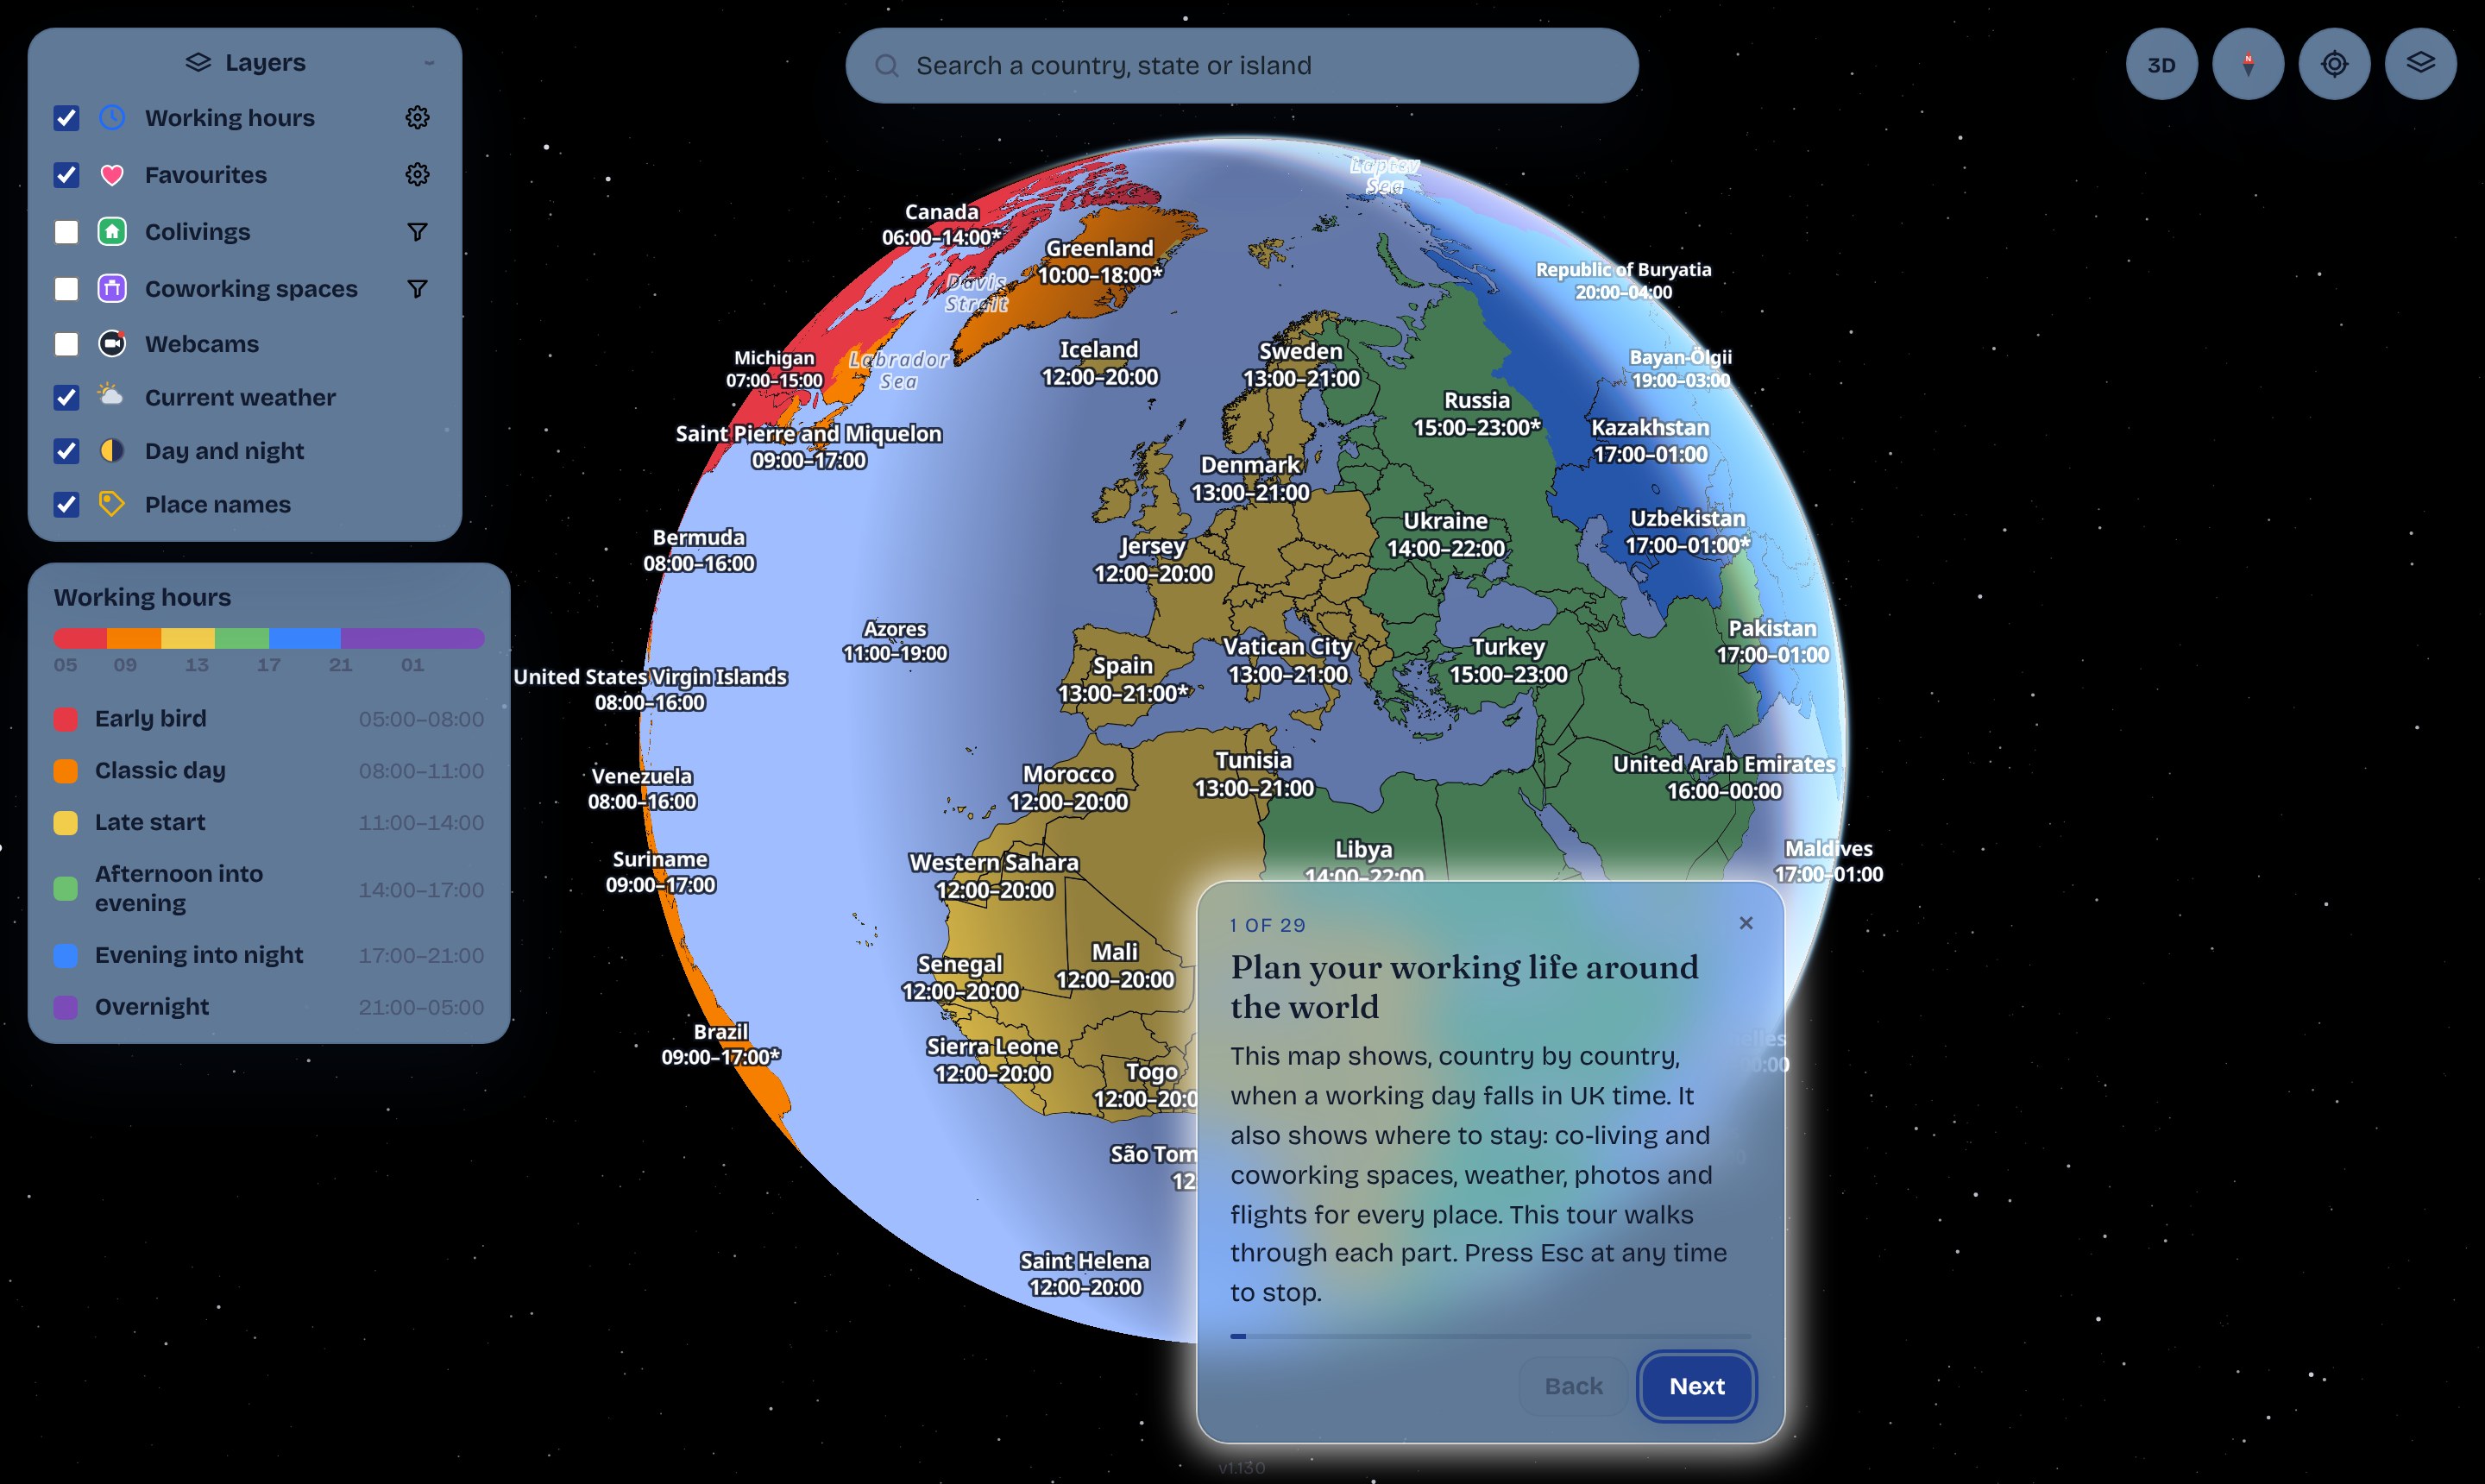 Layers
Working hours
Favourites
Colivings
Coworking spaces
Webcams
Current weather
Day and night
Place names
Working hours
05 09 13 17 21 01
Early bird 05:00–08:00
Classic day 08:00–11:00
Late start 11:00–14:00
Afternoon into
evening 14:00–17:00
Evening into night 17:00–21:00
Overnight 21:00–05:00
Search a country, state or island
3D
N
Laptev
Sea
Canada
06:00–14:00*
Greenland
10:00–18:00*
Davis
Strait
Republic of Buryatia
20:00–04:00
Michigan
07:00–15:00
Labrador
Sea
Iceland
12:00–20:00
Sweden
13:00–21:00
Bayan-Ölgii
19:00–03:00
Russia
15:00–23:00*
Kazakhstan
17:00–01:00
Saint Pierre and Miquelon
09:00–17:00
Denmark
13:00–21:00
Ukraine
14:00–22:00
Uzbekistan
17:00–01:00*
Bermuda
08:00–16:00
Jersey
12:00–20:00
Azores
11:00–19:00
Spain
13:00–21:00*
Vatican City
13:00–21:00
Turkey
15:00–23:00
Pakistan
17:00–01:00
United States Virgin Islands
08:00–16:00
Venezuela
08:00–16:00
Morocco
12:00–20:00
Tunisia
13:00–21:00
United Arab Emirates
16:00–00:00
Suriname
09:00–17:00
Western Sahara
12:00–20:00
Libya
14:00–22:00
Maldives
17:00–01:00
Senegal
12:00–20:00
Mali
12:00–20:00
Brazil
09:00–17:00*
Sierra Leone
12:00–20:00
Togo
12:00–20:0
São Tom
12
Saint Helena
12:00–20:00
1 OF 29
×
Plan your working life around
the world
This map shows, country by country,
when a working day falls in UK time. It
also shows where to stay: co-living and
coworking spaces, weather, photos and
flights for every place. This tour walks
through each part. Press Esc at any time
to stop.
Back
Next
v1.130